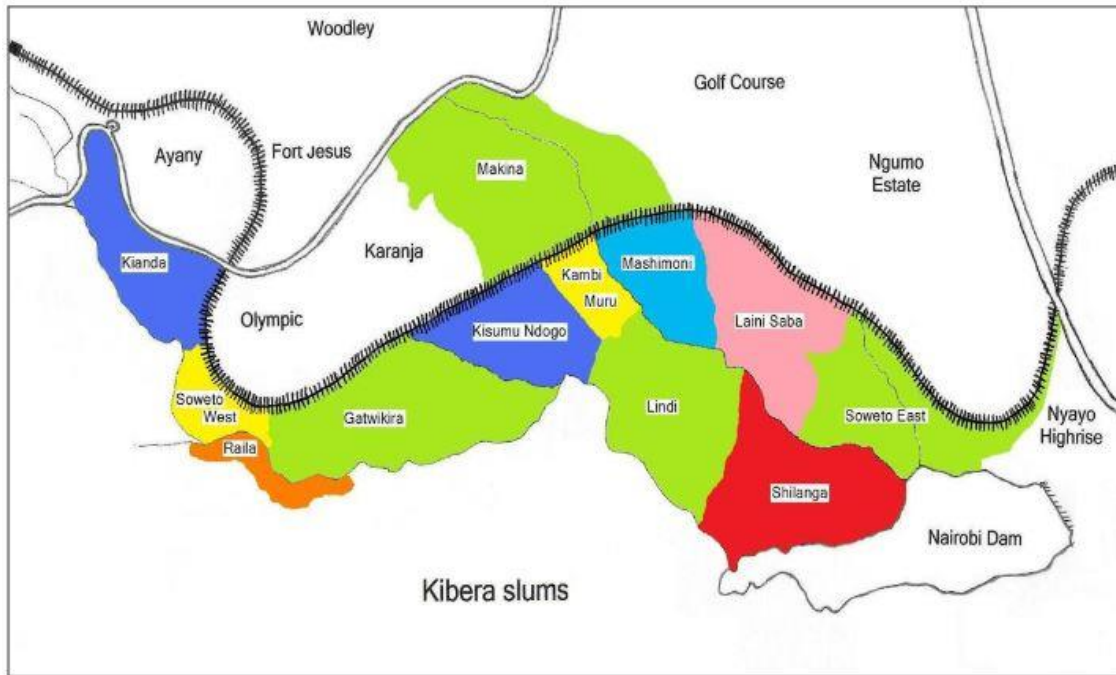 Woodley
Golf Course
Ayany
Fort Jesus
Makina
Ngumo
Estate
Kianda
Karanja
Kambi
Muru
Mashimoni
Olympic
Kisumu Ndogo
Laini Saba
Soweto
West
Gatwikira
Lindi
Soweto East
Nyayo
Highrise
Raila
Shilanga
Nairobi Dam
Kibera slums